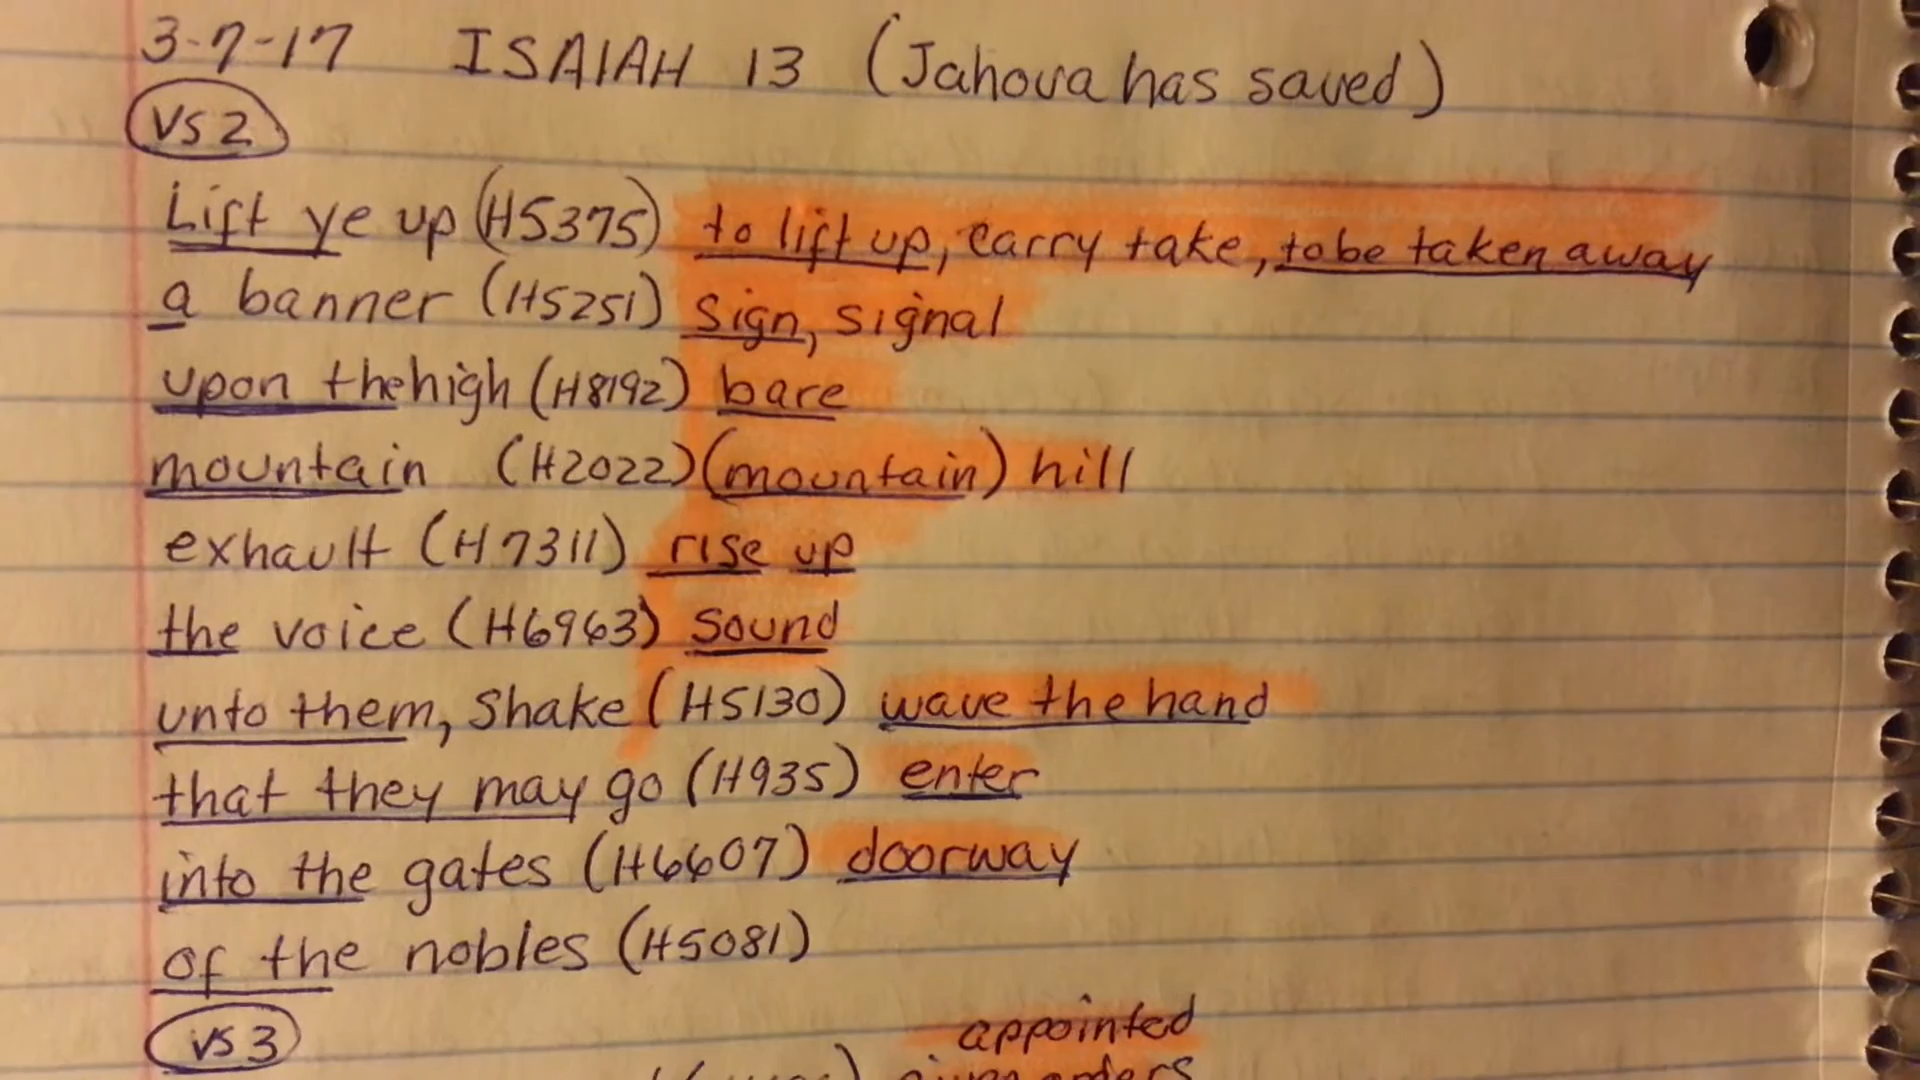 3-7-17 ISAIAH 13 (Jahova has saved)
VS 2
Lift ye up (H5375) to lift up, carry take, to be taken away
a banner (H5251) sign, signal
upon the high (H8192) bare
mountain (H2022) (mountain) hill
exhault (H7311) rise up
the voice (H6963) sound
unto them, shake (H5130) wave the hand
that they may go (H935) enter
into the gates (H6607) doorway
of the nobles (H5081)
VS 3
appointed
given orders